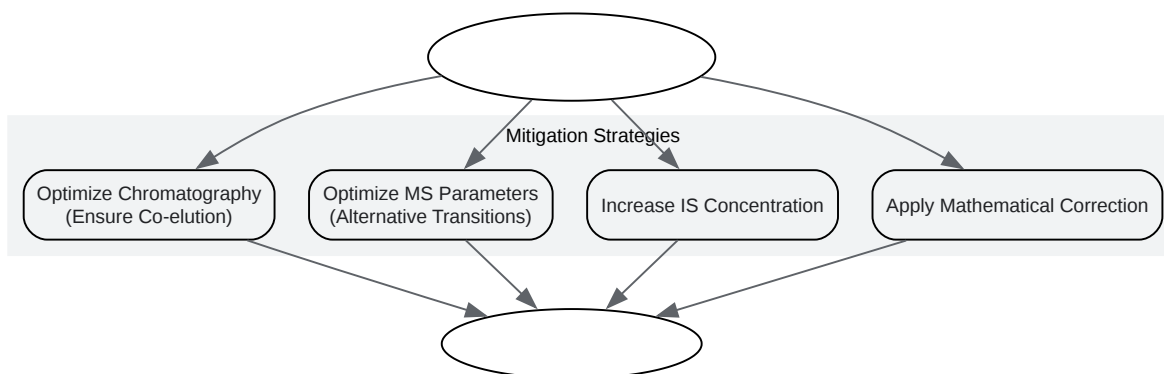 Mitigation Strategies
Optimize Chromatography
(Ensure Co-elution)
Optimize MS Parameters
(Alternative Transitions)
Increase IS Concentration
Apply Mathematical Correction